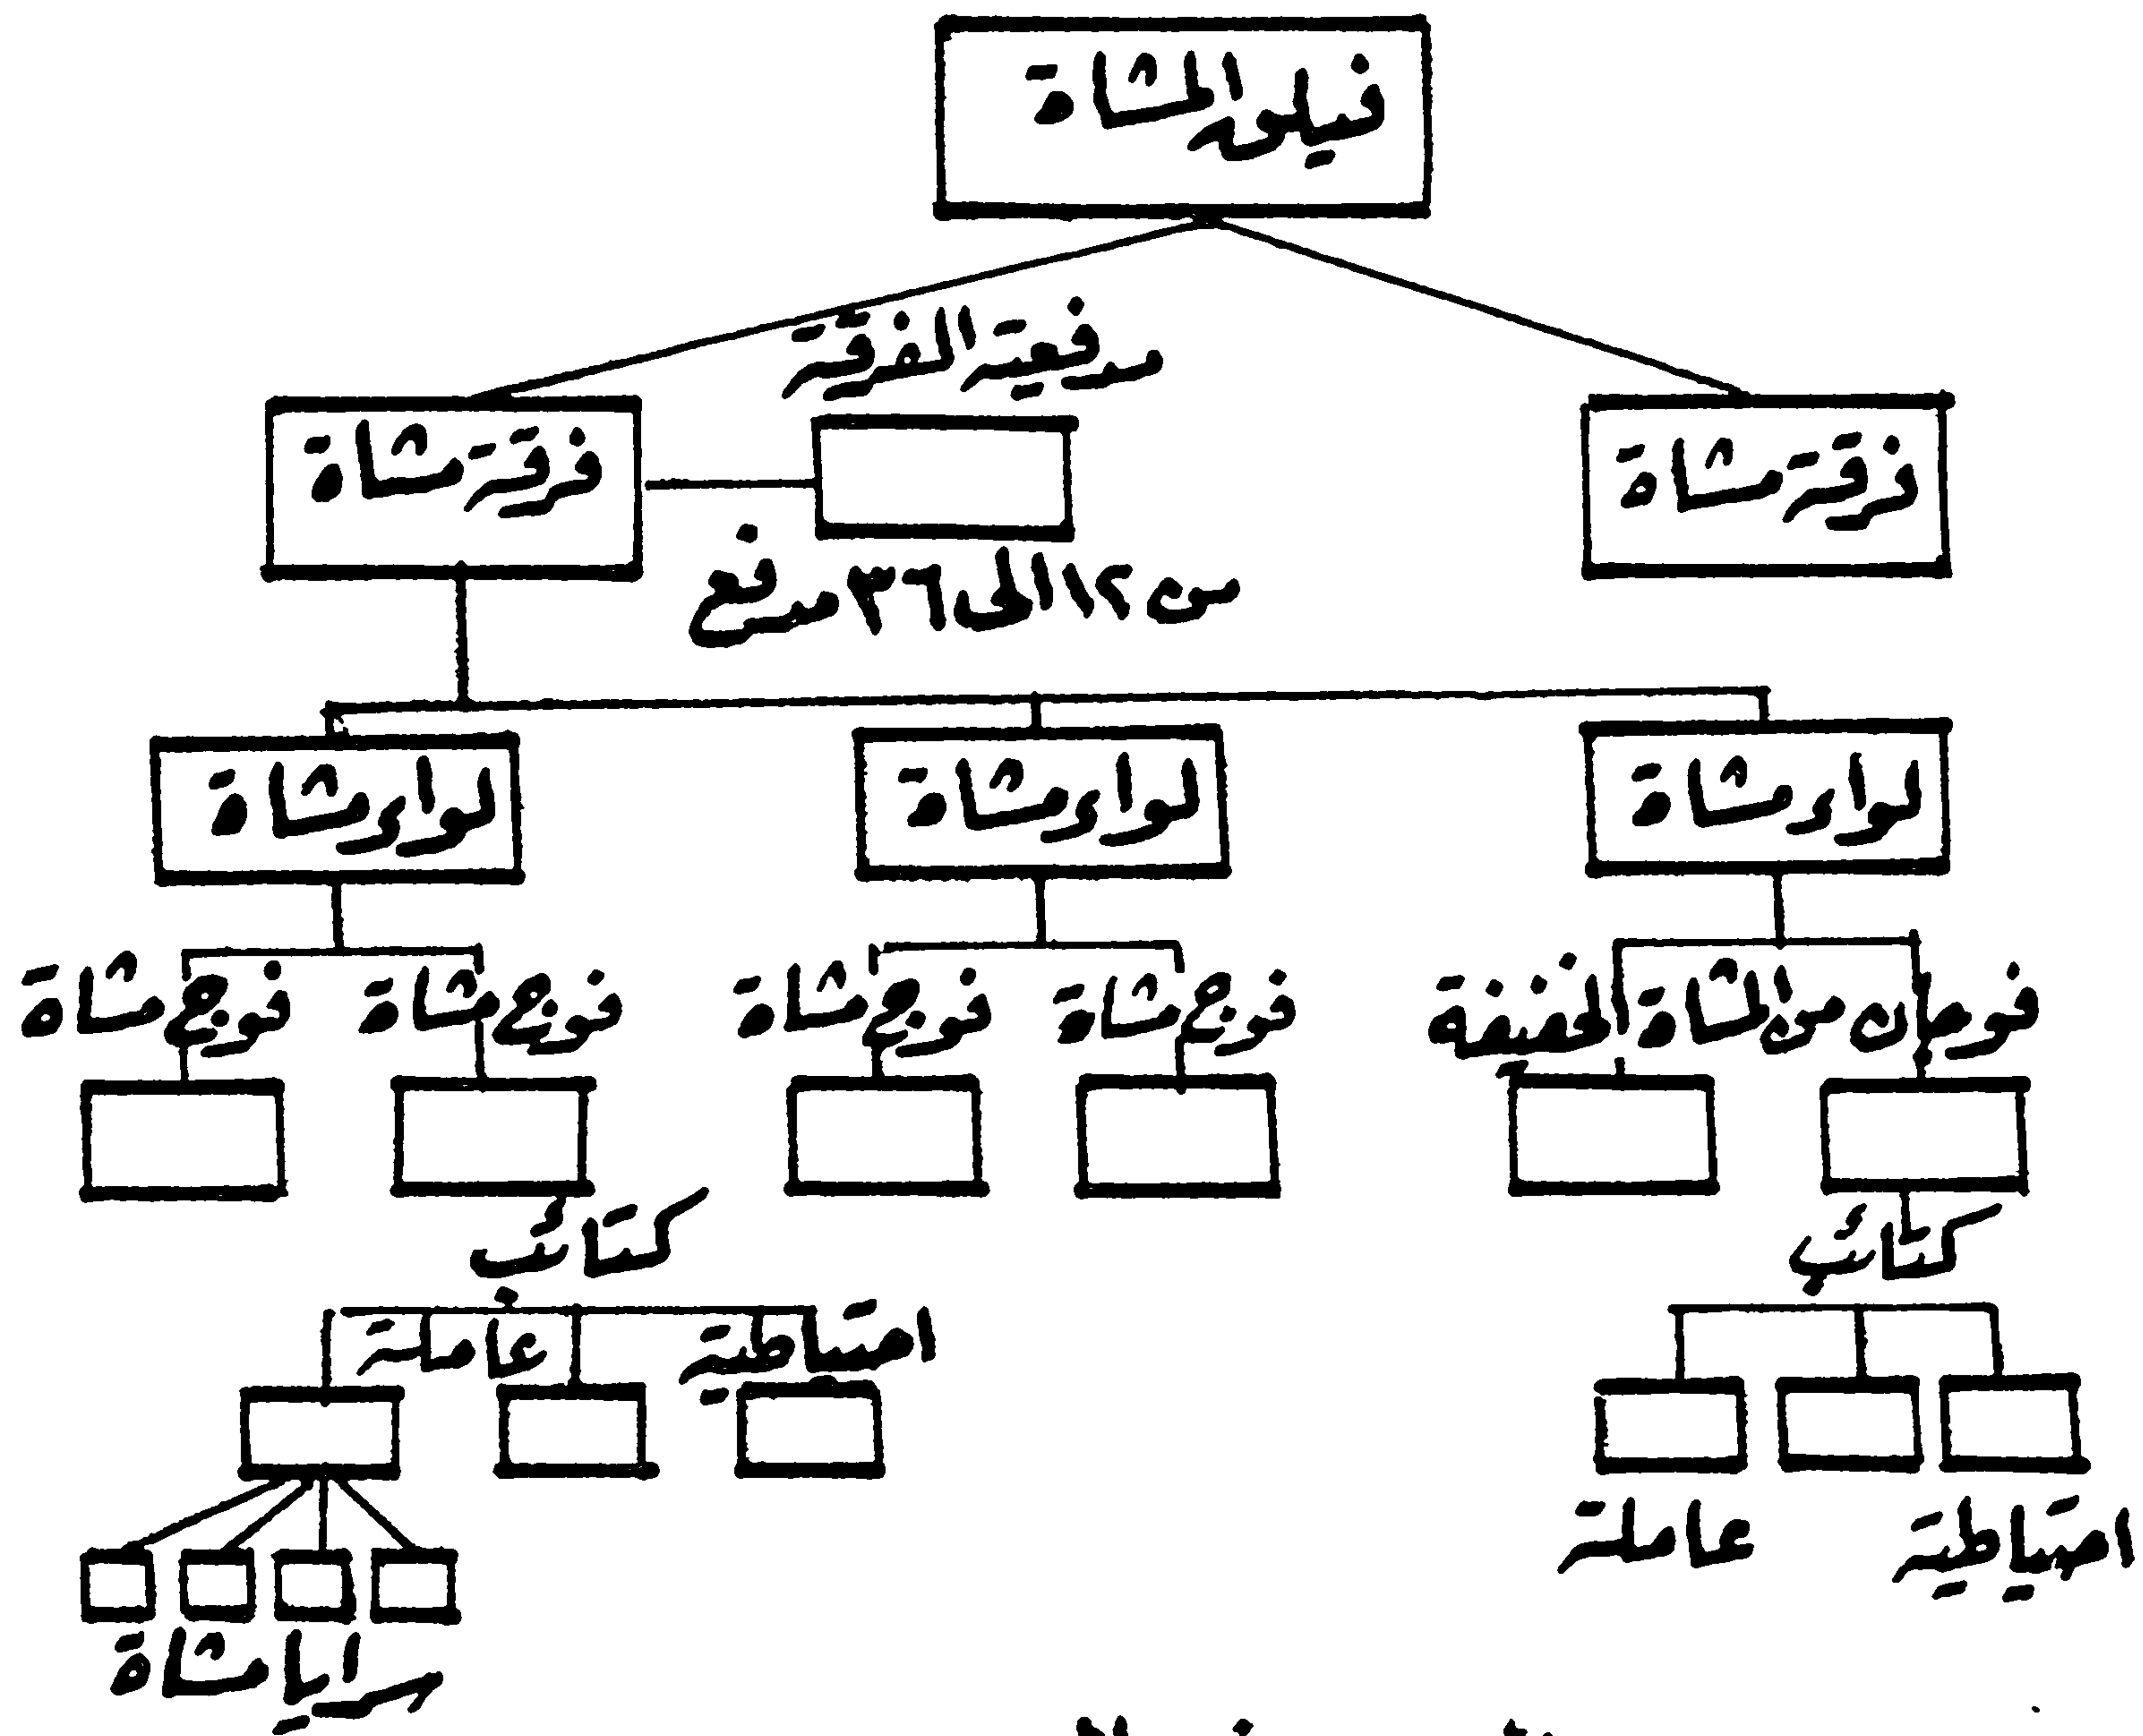 فيلق المشاة
مدفعية الفرقة
فرقة مشاة
فرقة مشاة
من ١٢ الى ٣٦ مدفع
لواء مشاة
لواء مشاة
لواء مشاة
فوجان من المشاة الخفيفة
فوج مشاة
فوج مشاة
فوج مشاة
فوج مشاة
كتائب
كتائب
احتياطية
عاملة
احتياطية
عاملة
سرايا مشاة